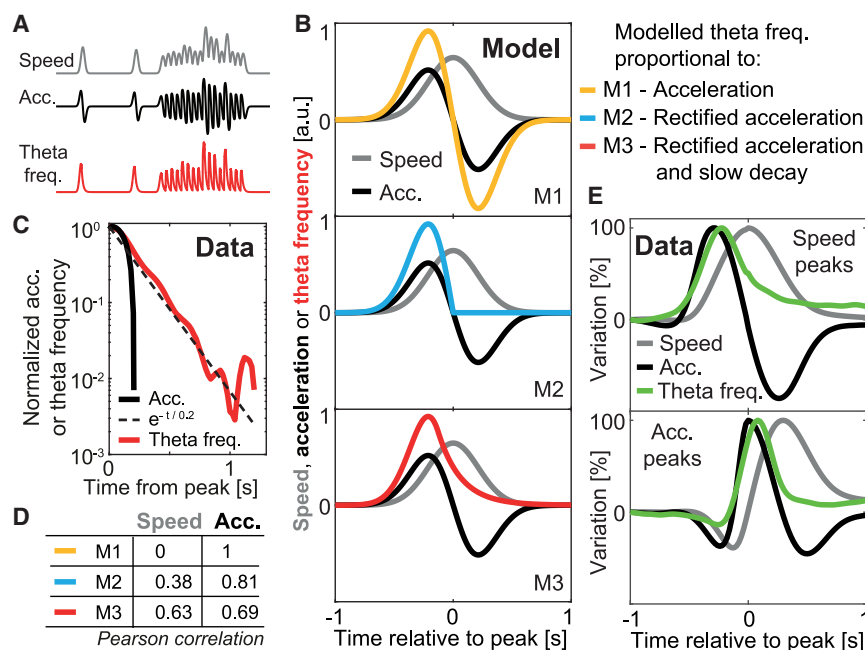 A
Speed
Acc.
Theta
freq.
B
Speed, acceleration or theta frequency [a.u.]
1
0
Model
Speed
Acc.
M1
1
0
M2
1
0
M3
-1
0
1
Time relative to peak [s]
Modelled theta freq.
proportional to:
M1 - Acceleration
M2 - Rectified acceleration
M3 - Rectified acceleration
and slow decay
C
Normalized acc.
or theta frequency
10⁰
10⁻¹
10⁻²
10⁻³
Data
Acc.
e⁻ᵗ/⁰·²
Theta freq.
0
1
Time from peak [s]
D
Speed Acc.
M1 0 1
M2 0.38 0.81
M3 0.63 0.69
Pearson correlation
E
Variation [%]
100
0
Data
Speed
peaks
Speed
Acc.
Theta freq.
Variation [%]
100
0
Acc.
peaks
-1
0
1
Time relative to peak [s]